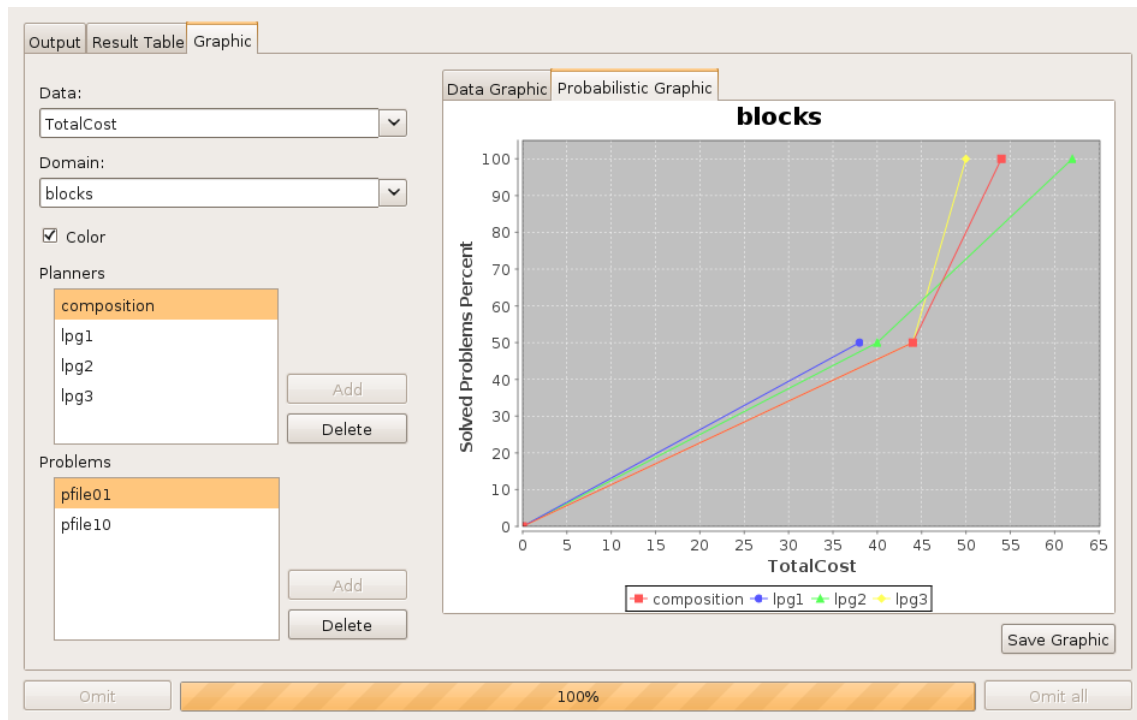 Output Result Table Graphic
Data:
TotalCost
Domain:
blocks
Color
Planners
composition
lpg1
lpg2
lpg3
Add
Delete
Problems
pfile01
pfile10
Add
Delete
Data Graphic Probabilistic Graphic
blocks
Solved Problems Percent
100
90
80
70
60
50
40
30
20
10
0
0 5 10 15 20 25 30 35 40 45 50 55 60 65
TotalCost
composition lpg1 lpg2 lpg3
Save Graphic
Omit 100% Omit all